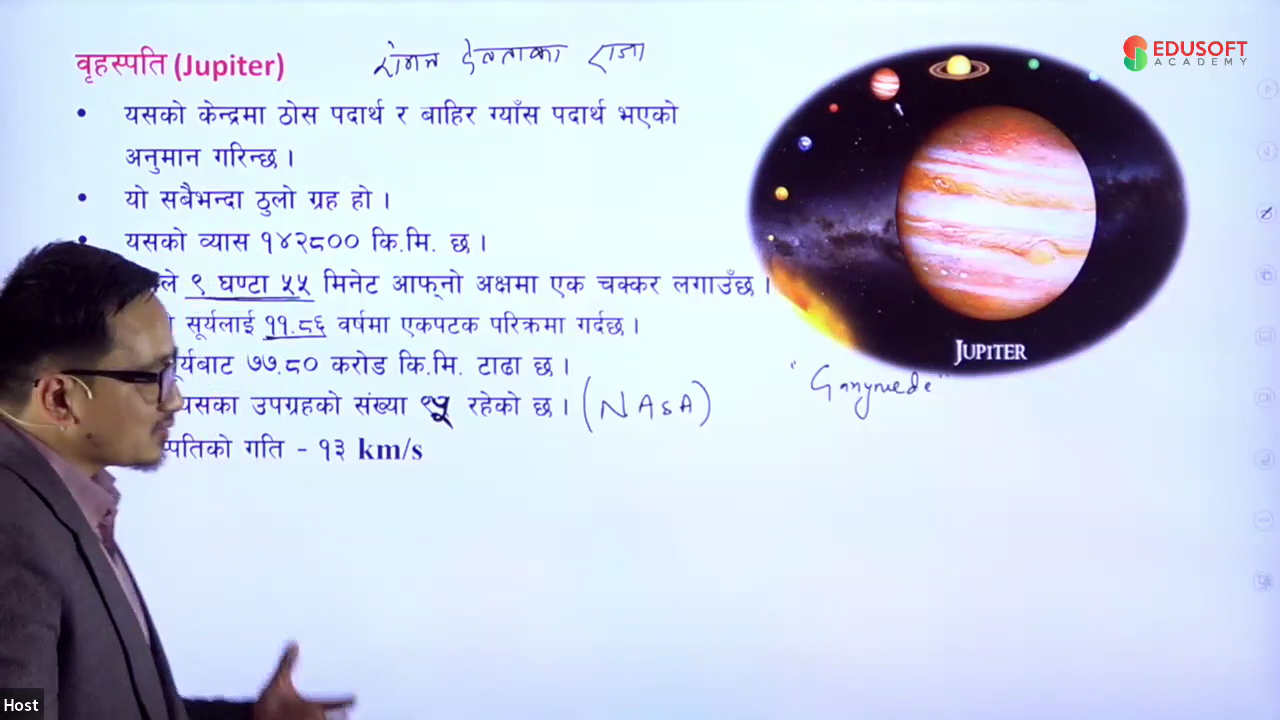 EDUSOFT
ACADEMY
वृहस्पति (Jupiter)
रोमन देवताका राजा
• यसको केन्द्रमा ठोस पदार्थ र बाहिर ग्याँस पदार्थ भएको
अनुमान गरिन्छ ।
• यो सबैभन्दा ठुलो ग्रह हो ।
यसको व्यास १४२८०० कि.मि. छ ।
ले ९ घण्टा ५५ मिनेट आफ्नो अक्षमा एक चक्कर लगाउँछ ।
सूर्यलाई ११.८६ वर्षमा एकपटक परिक्रमा गर्दछ ।
र्यबाट ७७.८० करोड कि.मि. टाढा छ ।
यसका उपग्रहको संख्या रहेको छ । (NASA)
स्पतिको गति - १३ km/s
JUPITER
"Ganymede"
Host